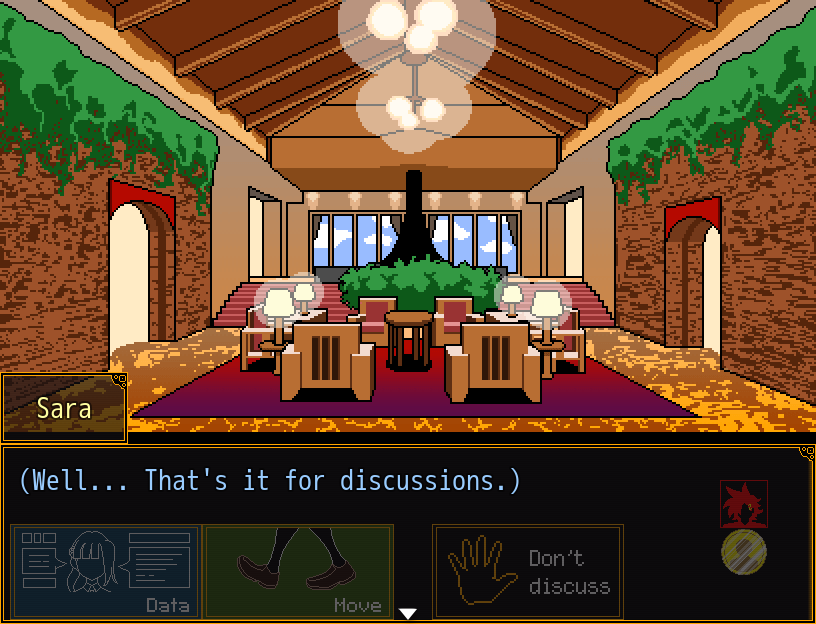 Sara
(Well... That's it for discussions.)
Data
Move
Don't
discuss